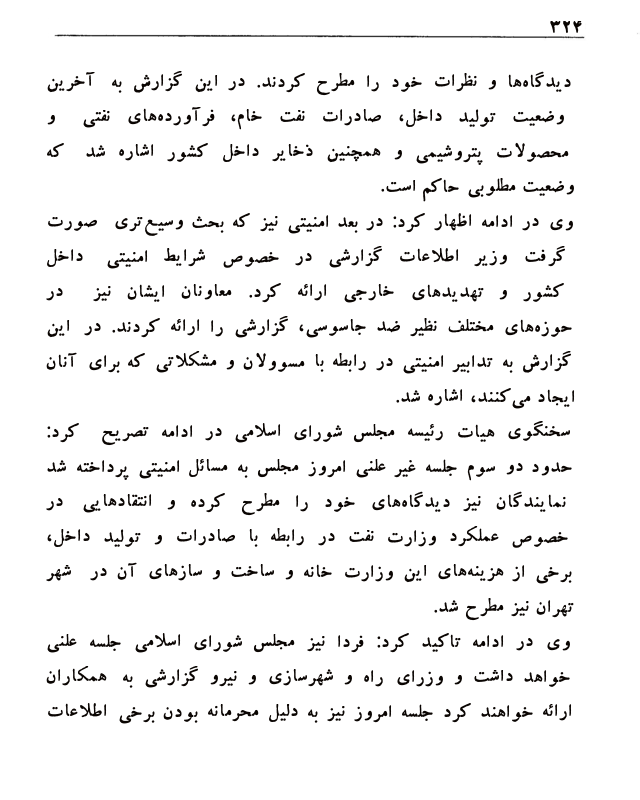 ۳۲۴
دیدگاه‌ها و نظرات خود را مطرح کردند. در این گزارش به آخرین
وضعیت تولید داخل، صادرات نفت خام، فرآورده‌های نفتی و
محصولات پتروشیمی و همچنین ذخایر داخل کشور اشاره شد که
وضعیت مطلوبی حاکم است.
وی در ادامه اظهار کرد: در بعد امنیتی نیز که بحث وسیع‌تری صورت
گرفت وزیر اطلاعات گزارشی در خصوص شرایط امنیتی داخل
کشور و تهدیدهای خارجی ارائه کرد. معاونان ایشان نیز در
حوزه‌های مختلف نظیر ضد جاسوسی، گزارشی را ارائه کردند. در این
گزارش به تدابیر امنیتی در رابطه با مسوولان و مشکلاتی که برای آنان
ایجاد می‌کنند، اشاره شد.
سخنگوی هیات رئیسه مجلس شورای اسلامی در ادامه تصریح کرد:
حدود دو سوم جلسه غیر علنی امروز مجلس به مسائل امنیتی پرداخته شد
نمایندگان نیز دیدگاه‌های خود را مطرح کرده و انتقادهایی در
خصوص عملکرد وزارت نفت در رابطه با صادرات و تولید داخل،
برخی از هزینه‌های این وزارت خانه و ساخت و سازهای آن در شهر
تهران نیز مطرح شد.
وی در ادامه تاکید کرد: فردا نیز مجلس شورای اسلامی جلسه علنی
خواهد داشت و وزرای راه و شهرسازی و نیرو گزارشی به همکاران
ارائه خواهند کرد جلسه امروز نیز به دلیل محرمانه بودن برخی اطلاعات